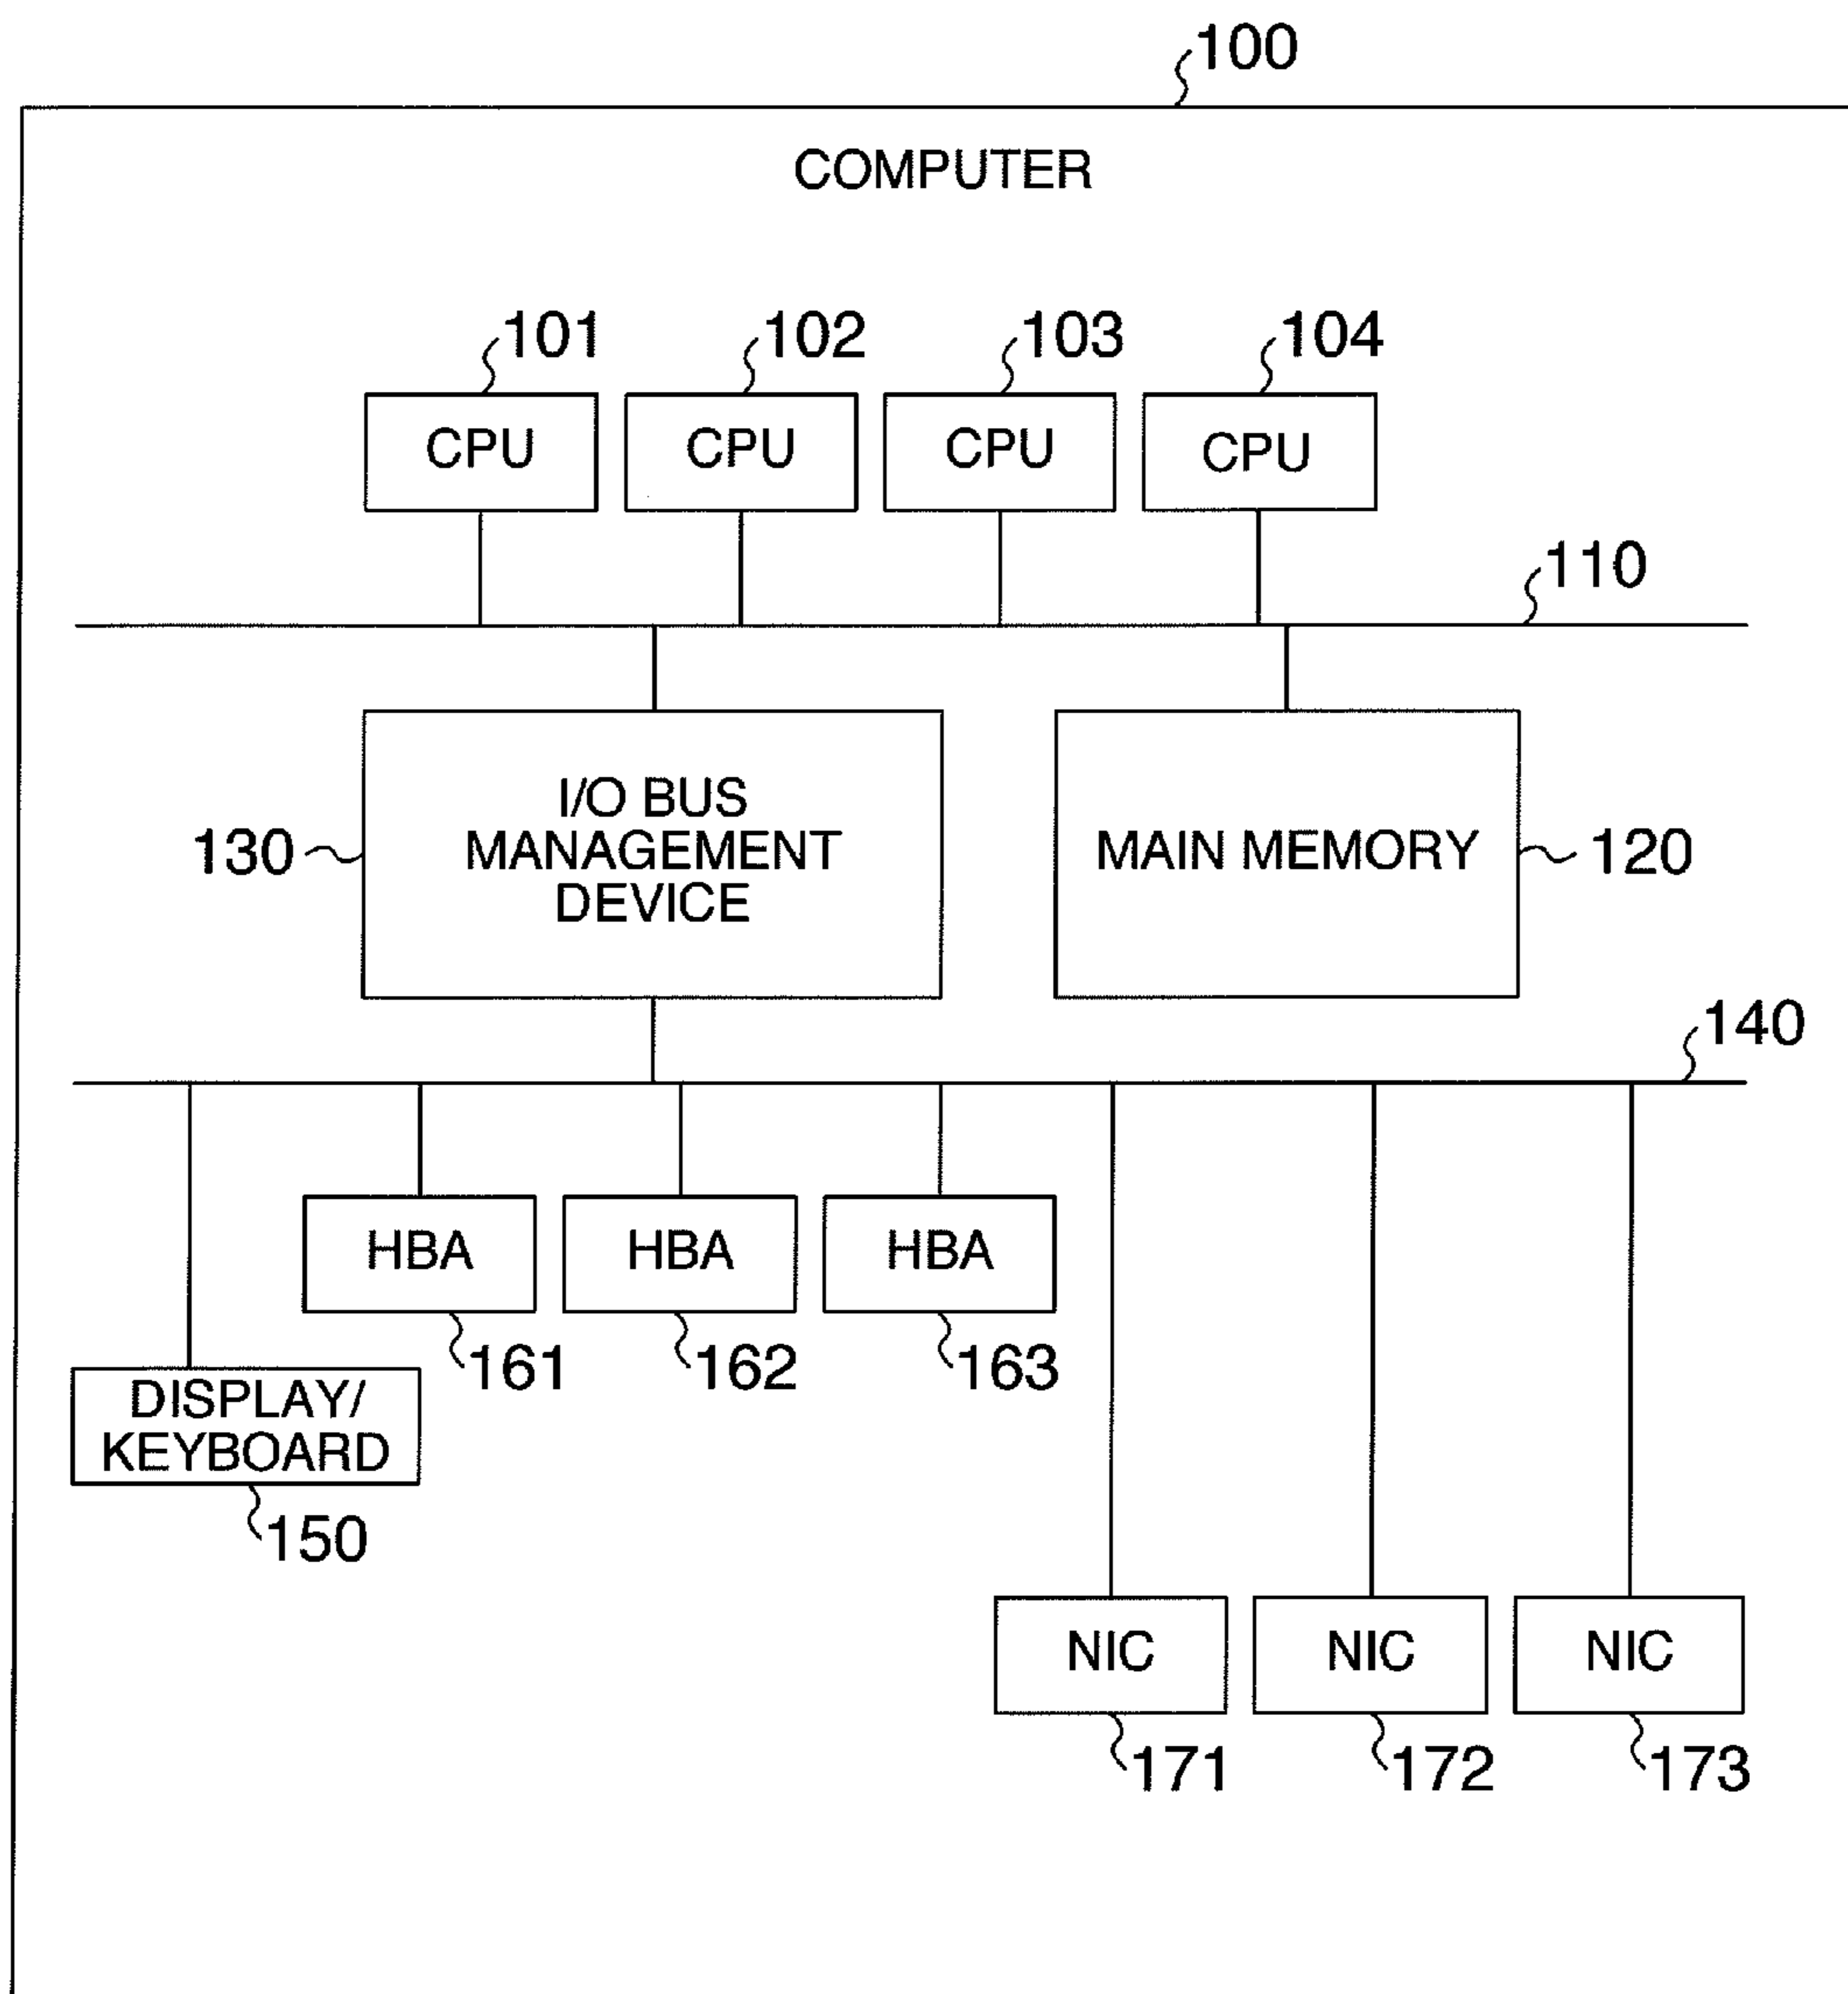 100
COMPUTER
101 102 103 104
CPU CPU CPU CPU
110
I/O BUS
MANAGEMENT
DEVICE
130
MAIN MEMORY
120
140
HBA HBA HBA
161 162 163
DISPLAY/
KEYBOARD
150
NIC NIC NIC
171 172 173